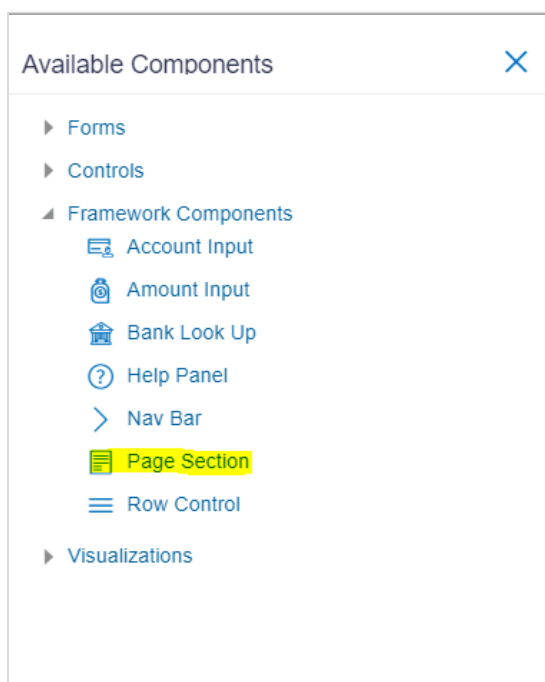 Available Components
Forms
Controls
Framework Components
Account Input
Amount Input
Bank Look Up
Help Panel
Nav Bar
Page Section
Row Control
Visualizations